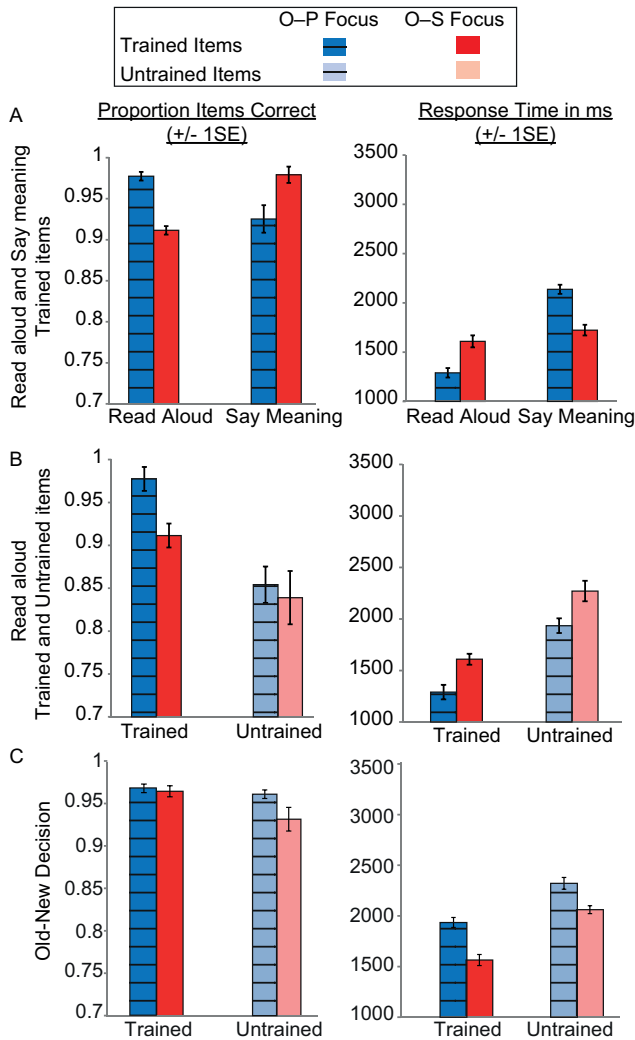 O–P Focus O–S Focus
Trained Items
Untrained Items
A
Proportion Items Correct
(+/- 1SE)
Response Time in ms
(+/- 1SE)
Read aloud and Say meaning
Trained items
1
0.95
0.9
0.85
0.8
0.75
0.7
Read Aloud Say Meaning
3500
3000
2500
2000
1500
1000
Read Aloud Say Meaning
B
Read aloud
Trained and Untrained items
1
0.95
0.9
0.85
0.8
0.75
0.7
Trained Untrained
3500
3000
2500
2000
1500
1000
Trained Untrained
C
Old-New Decision
1
0.95
0.9
0.85
0.8
0.75
0.7
Trained Untrained
3500
3000
2500
2000
1500
1000
Trained Untrained